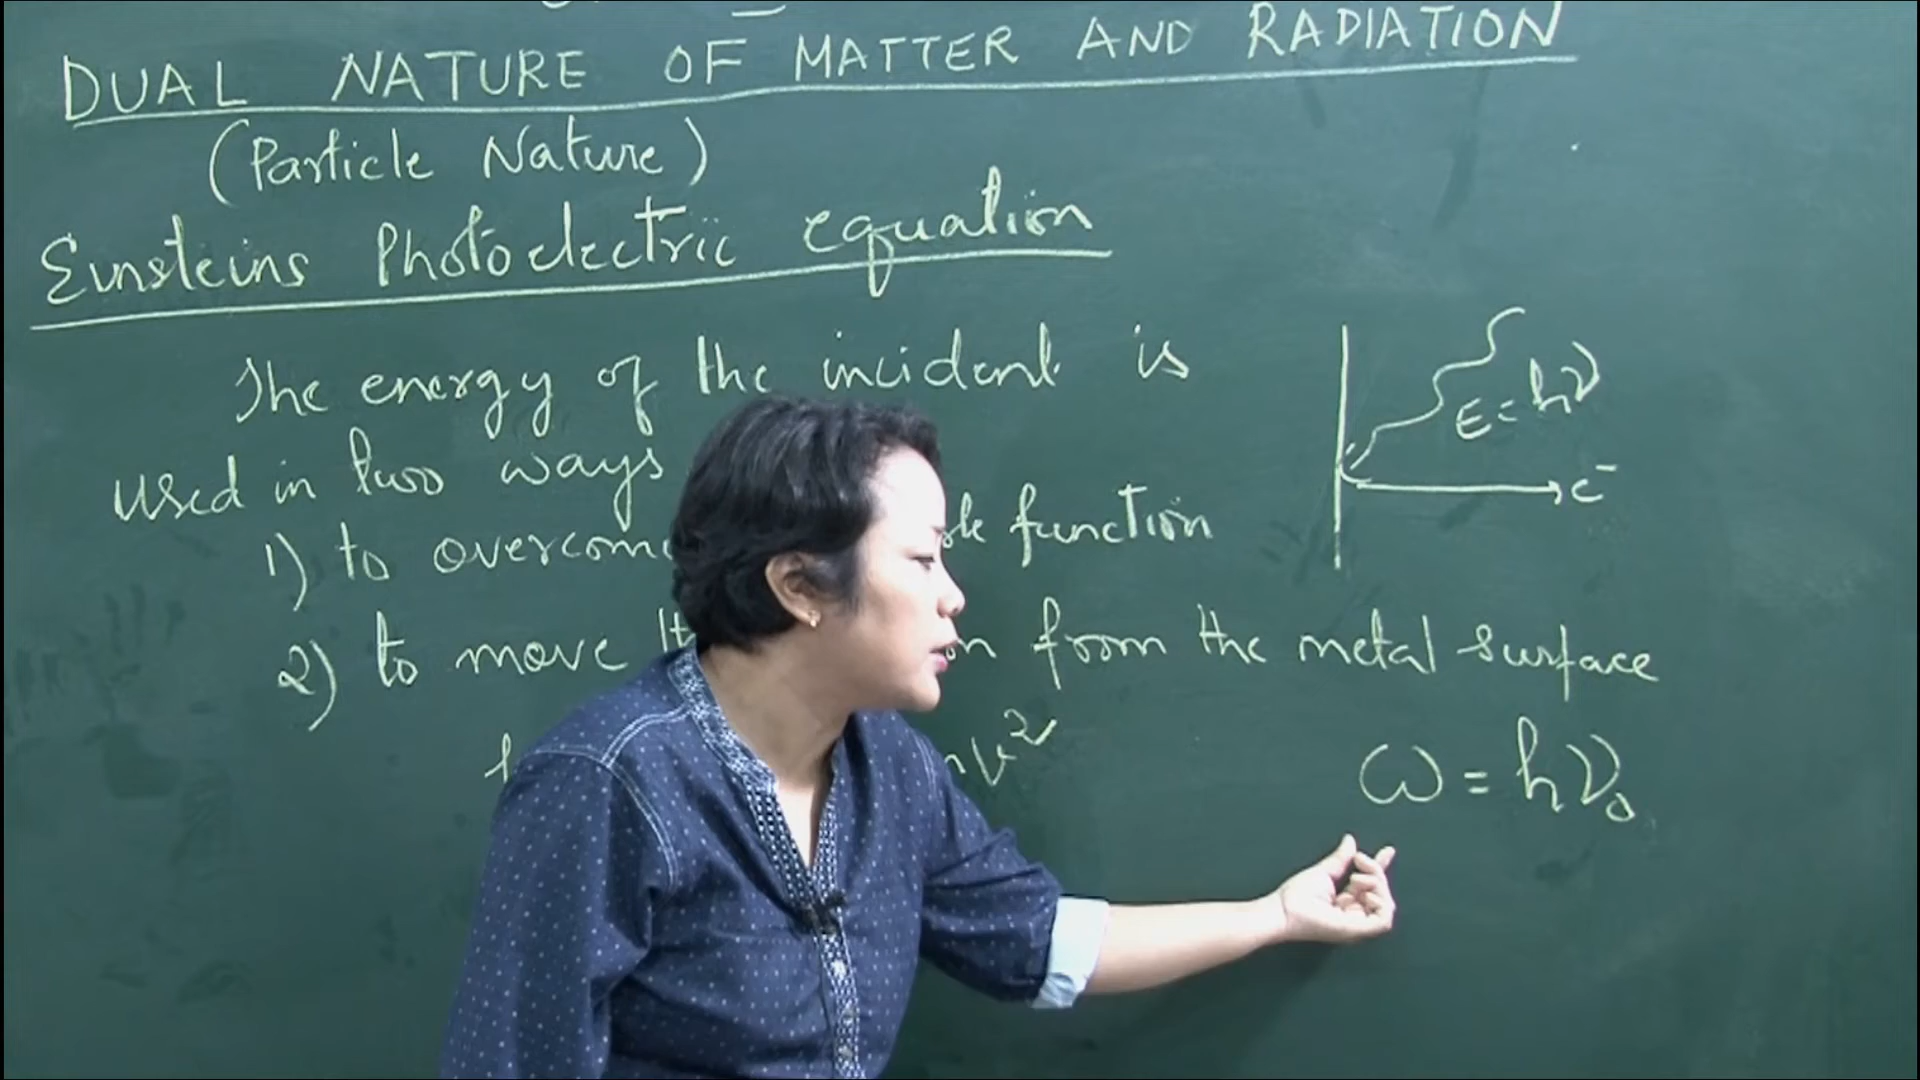 DUAL NATURE OF MATTER AND RADIATION
(Particle Nature)
Einsteins Photoelectric equation
The energy of the incident is
used in two ways
1) to overcome function
2) to move from the metal surface
E = hν
e⁻
ν²
ω = hν₀